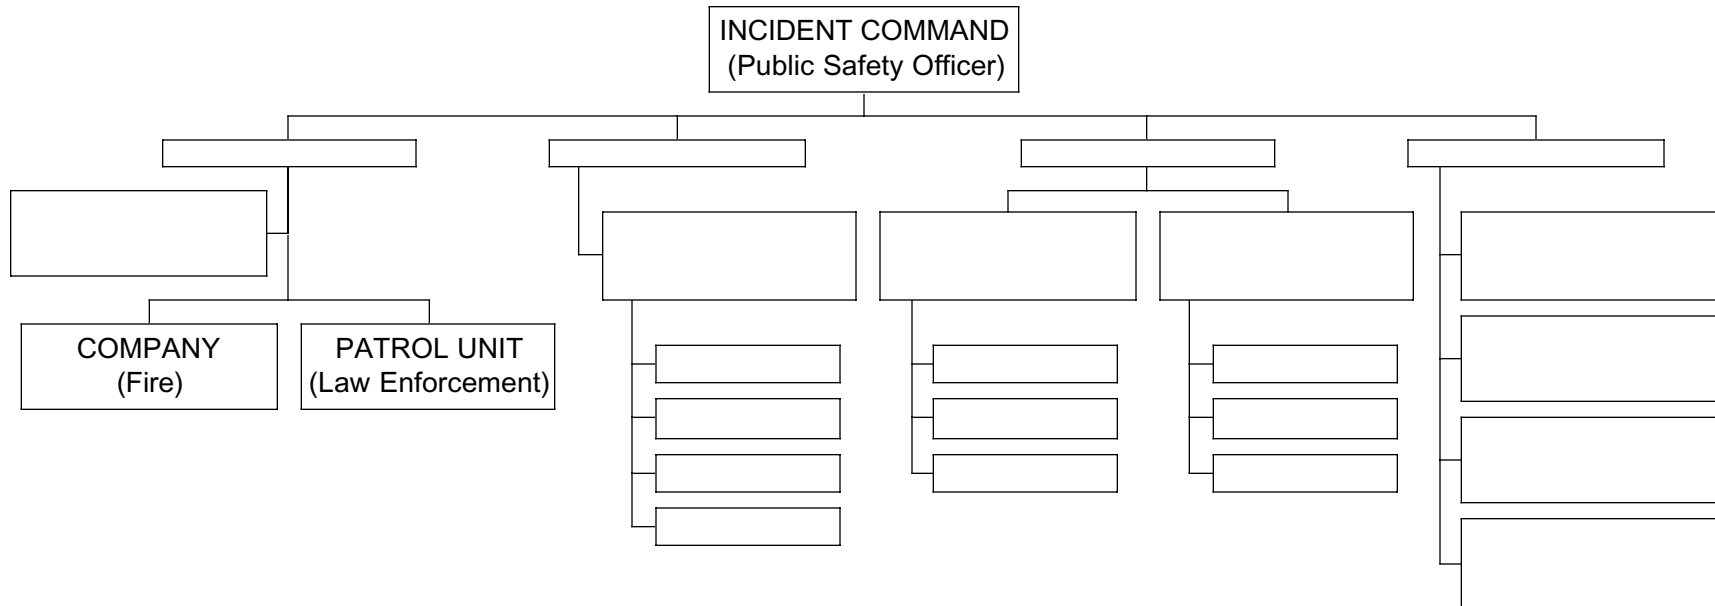 INCIDENT COMMAND
(Public Safety Officer)
COMPANY
(Fire)
PATROL UNIT
(Law Enforcement)